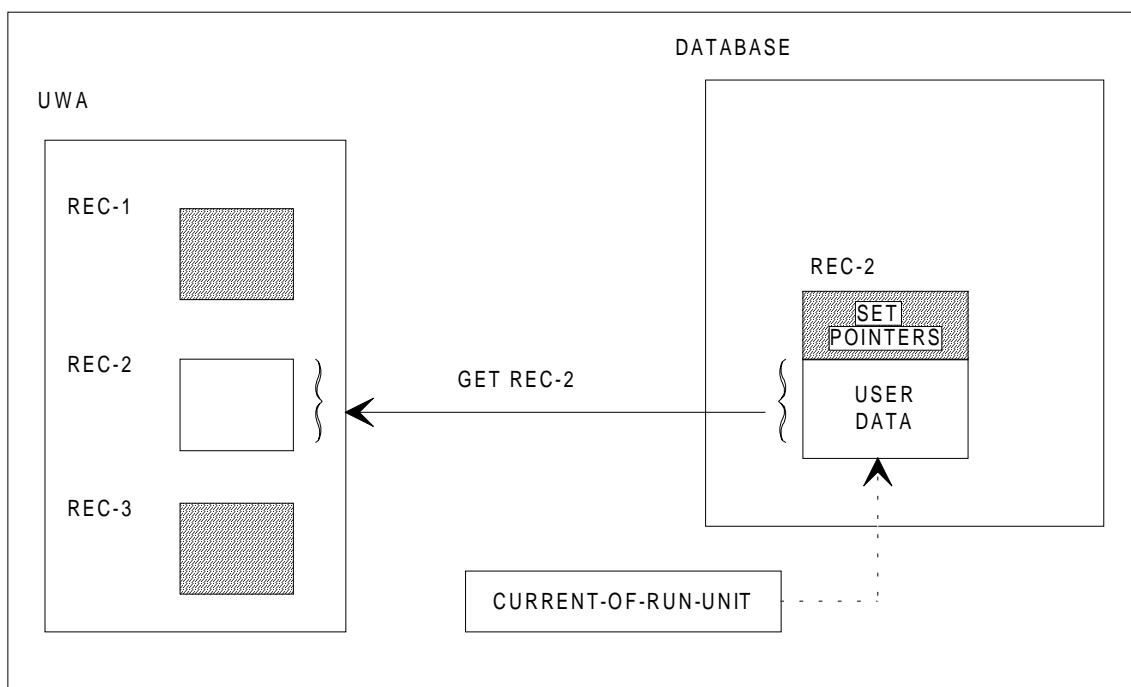 DATABASE
UWA
REC-1
REC-2
SET
POINTERS
REC-2
GET REC-2
USER
DATA
REC-3
CURRENT-OF-RUN-UNIT